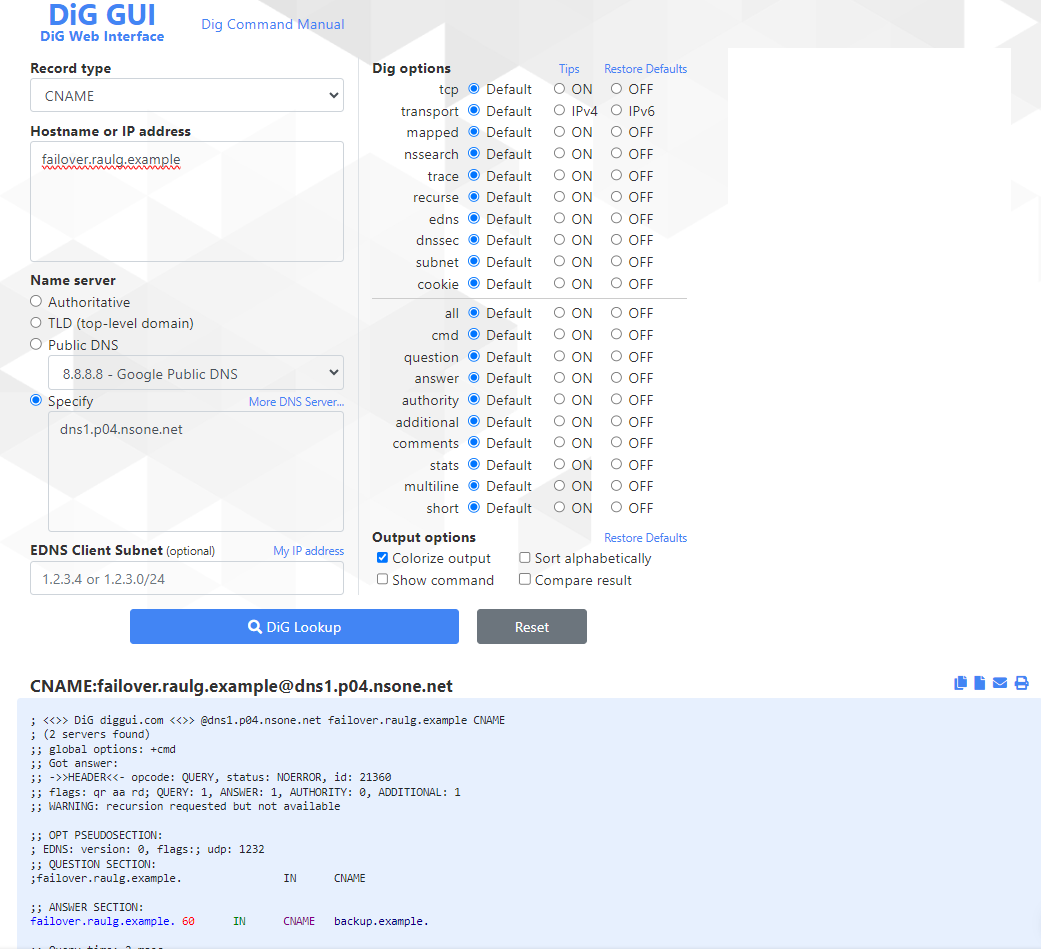 DiG GUI
DiG Web Interface
Dig Command Manual
Record type
CNAME
Hostname or IP address
failover.raulg.example
Name server
Authoritative
TLD (top-level domain)
Public DNS
8.8.8.8 - Google Public DNS
Specify More DNS Server...
dns1.p04.nsone.net
EDNS Client Subnet (optional) My IP address
1.2.3.4 or 1.2.3.0/24
Dig options Tips Restore Defaults
tcp Default ON OFF
transport Default IPv4 IPv6
mapped Default ON OFF
nssearch Default ON OFF
trace Default ON OFF
recurse Default ON OFF
edns Default ON OFF
dnssec Default ON OFF
subnet Default ON OFF
cookie Default ON OFF
all Default ON OFF
cmd Default ON OFF
question Default ON OFF
answer Default ON OFF
authority Default ON OFF
additional Default ON OFF
comments Default ON OFF
stats Default ON OFF
multiline Default ON OFF
short Default ON OFF
Output options Restore Defaults
Colorize output Sort alphabetically
Show command Compare result
DiG Lookup Reset
CNAME:failover.raulg.example@dns1.p04.nsone.net
; <<>> DiG diggui.com <<>> @dns1.p04.nsone.net failover.raulg.example CNAME
; (2 servers found)
;; global options: +cmd
;; Got answer:
;; ->>HEADER<<- opcode: QUERY, status: NOERROR, id: 21360
;; flags: qr aa rd; QUERY: 1, ANSWER: 1, AUTHORITY: 0, ADDITIONAL: 1
;; WARNING: recursion requested but not available
;; OPT PSEUDOSECTION:
; EDNS: version: 0, flags:; udp: 1232
;; QUESTION SECTION:
;failover.raulg.example. IN CNAME
;; ANSWER SECTION:
failover.raulg.example. 60 IN CNAME backup.example.